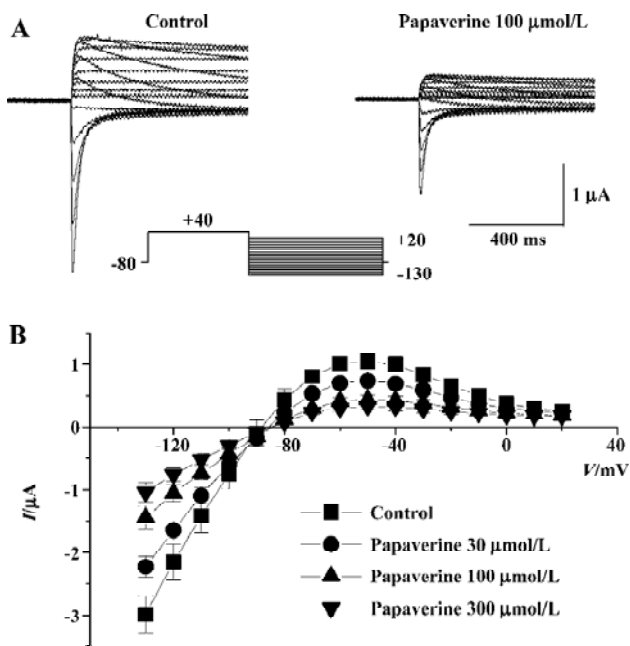 A
Control
Papaverine 100 µmol/L
1 µA
400 ms
+40
-80
+20
-130
B
1
0
-1
-2
-3
I/µA
-120
-80
-40
0
40
V/mV
Control
Papaverine 30 µmol/L
Papaverine 100 µmol/L
Papaverine 300 µmol/L